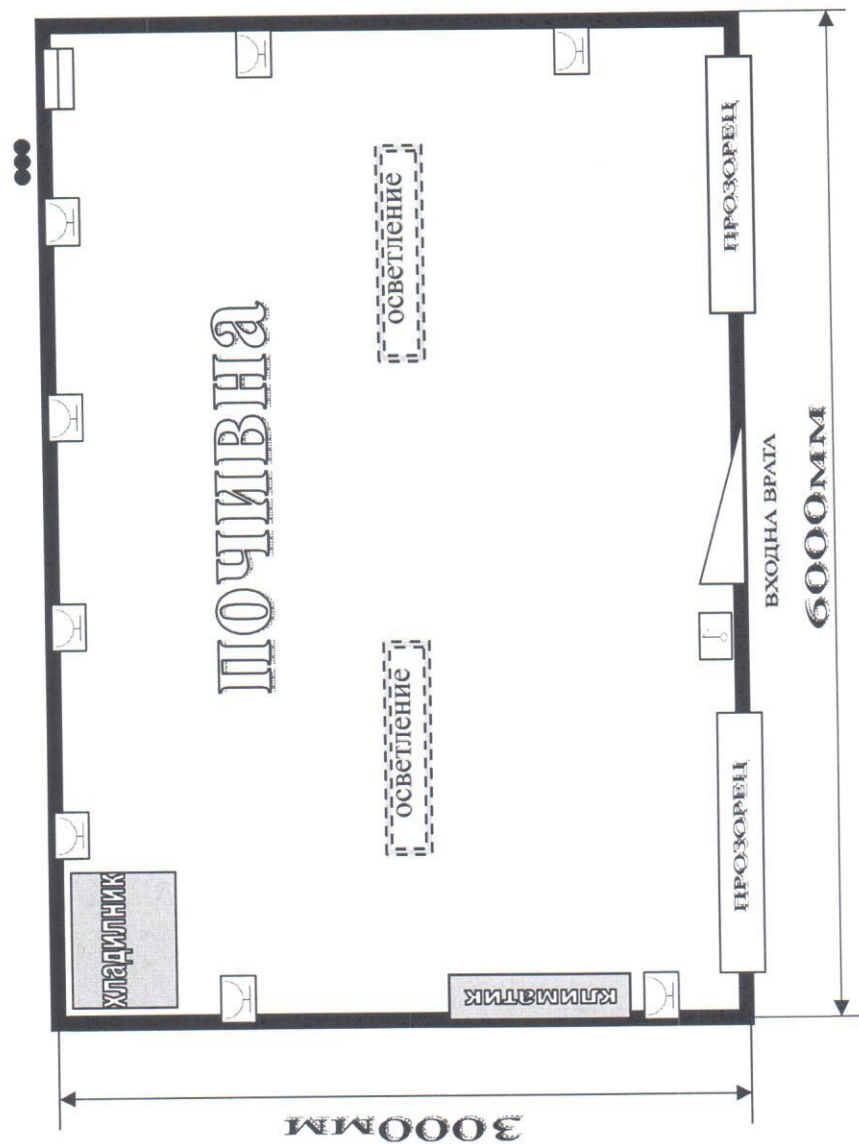 хладилник
климатик
ПОЧИВНА
осветление
осветление
ПРОЗОРЕЦ
ВХОДНА ВРАТА
ПРОЗОРЕЦ
6000мм
3000мм